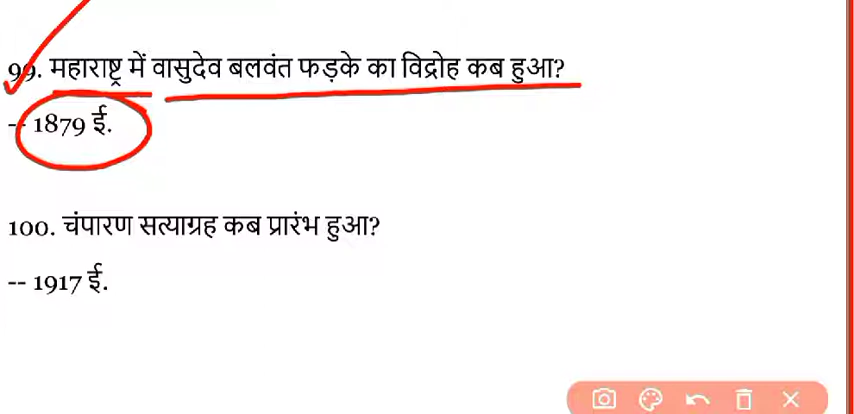 99. महाराष्ट्र में वासुदेव बलवंत फड़के का विद्रोह कब हुआ?
-- 1879 ई.
100. चंपारण सत्याग्रह कब प्रारंभ हुआ?
-- 1917 ई.